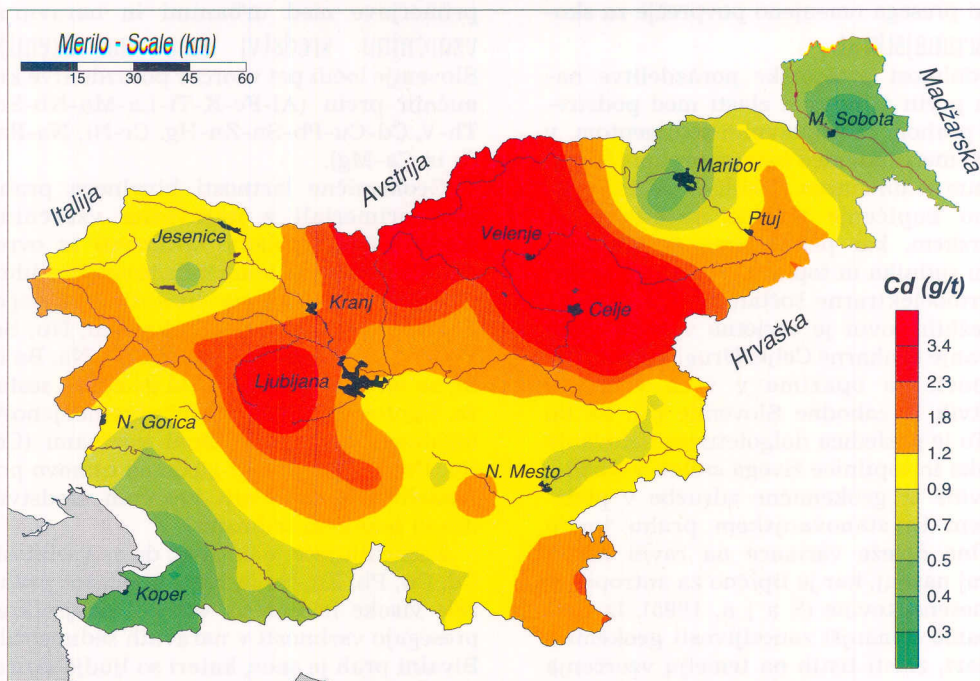 Merilo - Scale (km)
15 30 45 60
Madžarska
M. Sobota
Avstrija
Maribor
Italija
Ptuj
Jesenice
Velenje
Cd (g/t)
Kranj
Celje
Hrvaška
3.4
2.3
Ljubljana
1.8
N. Gorica
1.2
N. Mesto
0.9
0.7
0.5
Koper
0.4
0.3